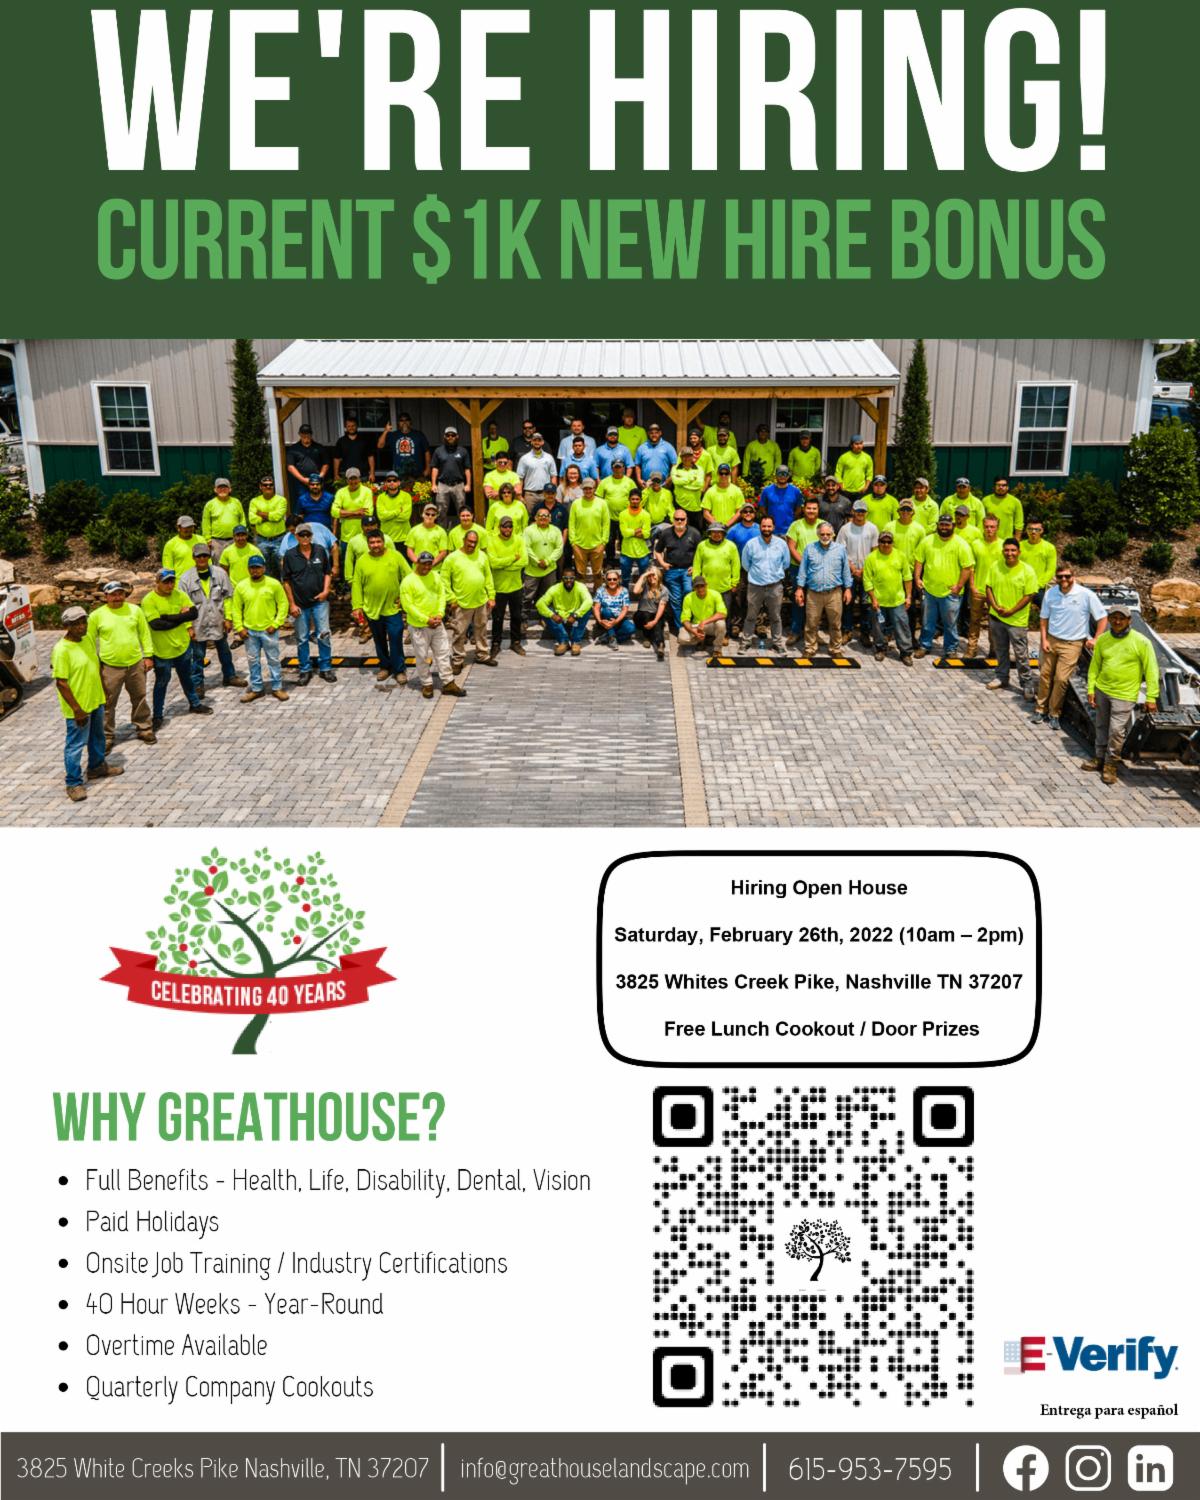 WE'RE HIRING!
CURRENT $1K NEW HIRE BONUS
CELEBRATING 40 YEARS
Hiring Open House
Saturday, February 26th, 2022 (10am – 2pm)
3825 Whites Creek Pike, Nashville TN 37207
Free Lunch Cookout / Door Prizes
WHY GREATHOUSE?
• Full Benefits - Health, Life, Disability, Dental, Vision
• Paid Holidays
• Onsite Job Training / Industry Certifications
• 40 Hour Weeks - Year-Round
• Overtime Available
• Quarterly Company Cookouts
E-Verify.
Entrega para español
3825 White Creeks Pike Nashville, TN 37207 | info@greathouselandscape.com | 615-953-7595 |